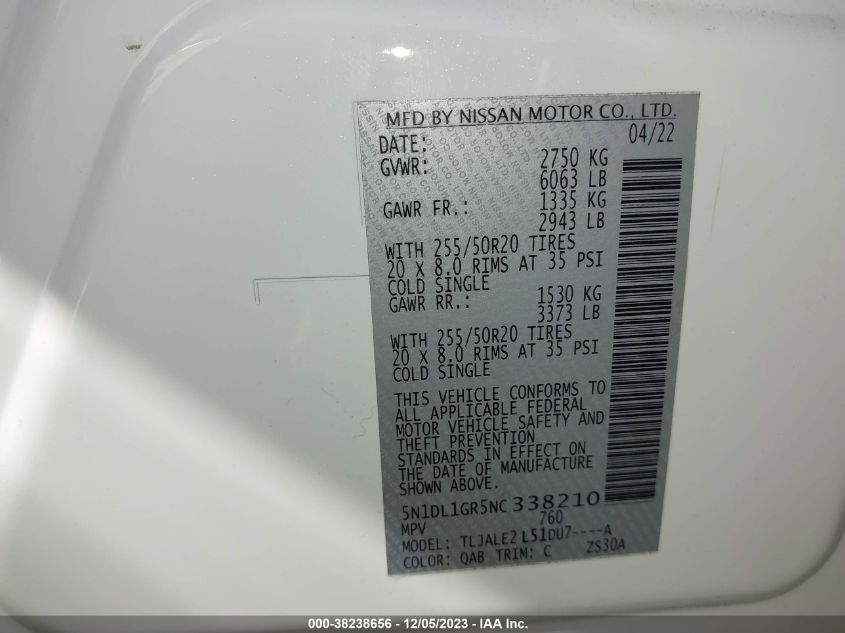 MFD BY NISSAN MOTOR CO., LTD.
DATE: 04/22
GVWR: 2750 KG
6063 LB
GAWR FR.: 1335 KG
2943 LB
WITH 255/50R20 TIRES
20 X 8.0 RIMS AT 35 PSI
COLD SINGLE
GAWR RR.: 1530 KG
3373 LB
WITH 255/50R20 TIRES
20 X 8.0 RIMS AT 35 PSI
COLD SINGLE
THIS VEHICLE CONFORMS TO
ALL APPLICABLE FEDERAL
MOTOR VEHICLE SAFETY AND
THEFT PREVENTION
STANDARDS IN EFFECT ON
THE DATE OF MANUFACTURE
SHOWN ABOVE.
5N1DL1GR5NC338210
MPV 760
MODEL: TLJALE2 L51DU7----A
COLOR: QAB TRIM: C ZS30A
000-38238656 - 12/05/2023 - IAA Inc.